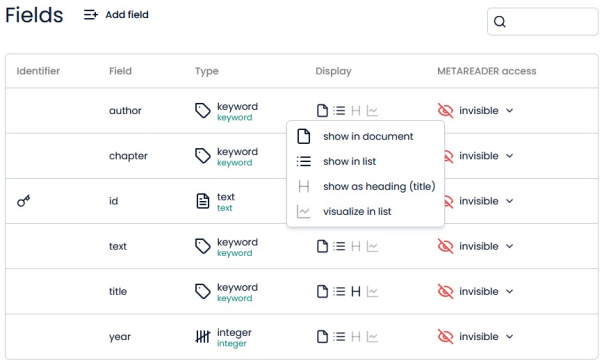 Fields
Add field
Identifier Field Type Display METAREADER access
author keyword keyword H invisible
show in document
chapter keyword keyword invisible
show in list
show as heading (title)
id text text invisible
visualize in list
text keyword keyword H invisible
title keyword keyword H invisible
year integer integer H invisible